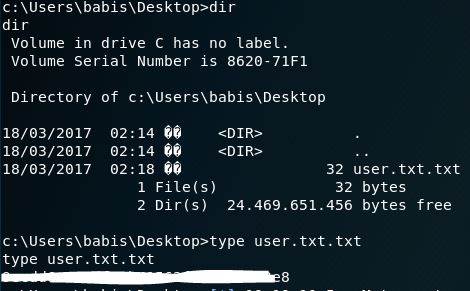 c:\Users\babis\Desktop>dir
dir
 Volume in drive C has no label.
 Volume Serial Number is 8620-71F1

 Directory of c:\Users\babis\Desktop

18/03/2017  02:14 ��    <DIR>          .
18/03/2017  02:14 ��    <DIR>          ..
18/03/2017  02:18 ��                32 user.txt.txt
               1 File(s)             32 bytes
               2 Dir(s)  24.469.651.456 bytes free

c:\Users\babis\Desktop>type user.txt.txt
type user.txt.txt
e8